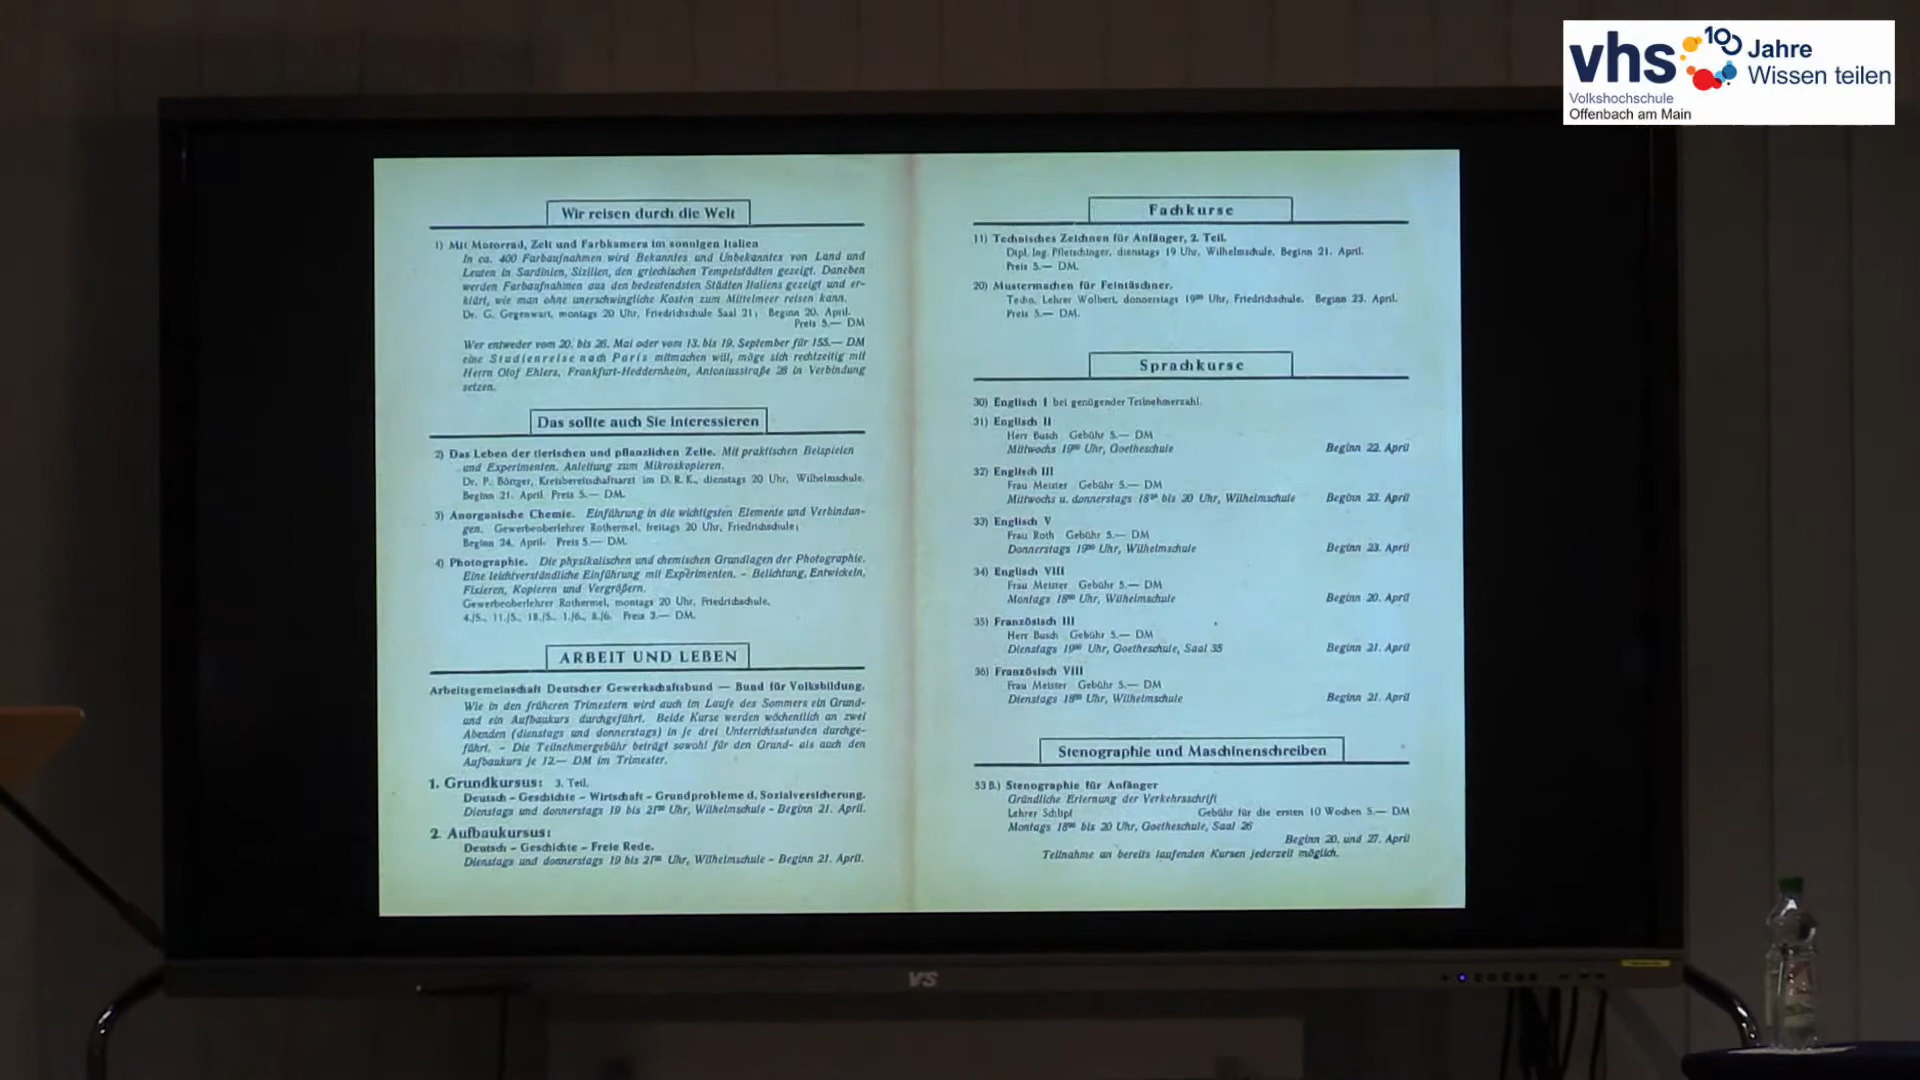 vhs 100 Jahre
Wissen teilen
Volkshochschule
Offenbach am Main
Wir reisen durch die Welt
1) Mit Motorrad, Zelt und Farbkamera im sonnigen Italien
In ca. 400 Farbaufnahmen wird Bekanntes und Unbekanntes von Land und
Leuten in Sardinien, Sizilien, den griechischen Tempelstädten gezeigt. Daneben
werden Farbaufnahmen aus den bedeutendsten Städten Italiens gezeigt und er-
klärt, wie man ohne unerschwingliche Kosten zum Mittelmeer reisen kann.
Dr. G. Gegenwart, montags 20 Uhr, Friedrichschule Saal 21; Beginn 20. April.
Preis 5.— DM
Wer entweder vom 20. bis 26. Mai oder vom 13. bis 19. September für 155.— DM
eine Studienreise nach Paris mitmachen will, möge sich rechtzeitig mit
Herrn Olof Ehlers, Frankfurt-Heddernheim, Antoniusstraße 28 in Verbindung
setzen.
Das sollte auch Sie interessieren
2) Das Leben der tierischen und pflanzlichen Zelle. Mit praktischen Beispielen
und Experimenten. Anleitung zum Mikroskopieren.
Dr. P. Böttger, Kreisbereitschaftsarzt im D. R. K., dienstags 20 Uhr, Wilhelmschule.
Beginn 21. April. Preis 5.— DM.
3) Anorganische Chemie. Einführung in die wichtigsten Elemente und Verbindun-
gen. Gewerbeoberlehrer Rothermel, freitags 20 Uhr, Friedrichschule;
Beginn 24. April. Preis 5.— DM.
4) Photographie. Die physikalischen und chemischen Grundlagen der Photographie.
Eine leichtverständliche Einführung mit Experimenten. – Belichtung, Entwickeln,
Fixieren, Kopieren und Vergrößern.
Gewerbeoberlehrer Rothermel, montags 20 Uhr, Friedrichschule,
4./5., 11./5., 18./5., 1./6., 8./6. Preis 3.— DM.
ARBEIT UND LEBEN
Arbeitsgemeinschaft Deutscher Gewerkschaftsbund — Bund für Volksbildung.
Wie in den früheren Trimestern wird auch im Laufe des Sommers ein Grund-
und ein Aufbaukurs durchgeführt. Beide Kurse werden wöchentlich an zwei
Abenden (dienstags und donnerstags) in je drei Unterrichtsstunden durchge-
führt. – Die Teilnehmergebühr beträgt sowohl für den Grund- als auch den
Aufbaukurs je 12.— DM im Trimester.
1. Grundkursus: 3. Teil.
Deutsch – Geschichte – Wirtschaft – Grundprobleme d. Sozialversicherung.
Dienstags und donnerstags 19 bis 21³⁰ Uhr, Wilhelmschule – Beginn 21. April.
2. Aufbaukursus:
Deutsch – Geschichte – Freie Rede.
Dienstags und donnerstags 19 bis 21³⁰ Uhr, Wilhelmschule – Beginn 21. April.
Fachkurse
11) Technisches Zeichnen für Anfänger, 2. Teil.
Dipl. Ing. Pfletschinger, dienstags 19 Uhr, Wilhelmschule. Beginn 21. April.
Preis 5.— DM.
20) Mustermachen für Feintäschner.
Techn. Lehrer Wolbert, donnerstags Uhr, Friedrichschule. Beginn 23. April.
Preis 5.— DM.
Sprachkurse
30) Englisch I bei genügender Teilnehmerzahl.
31) Englisch II
Herr Busch Gebühr 5.— DM
Mittwochs Uhr, Goetheschule Beginn 22. April
32) Englisch III
Frau Meister Gebühr 5.— DM
Mittwochs u. donnerstags bis 20 Uhr, Wilhelmschule Beginn 23. April
33) Englisch V
Frau Roth Gebühr 5.— DM
Donnerstags Uhr, Wilhelmschule Beginn 23. April
34) Englisch VIII
Frau Meister Gebühr 5.— DM
Montags Uhr, Wilhelmschule Beginn 20. April
35) Französisch III
Herr Busch Gebühr 5.— DM
Dienstags Uhr, Goetheschule, Saal 35 Beginn 21. April
36) Französisch VIII
Frau Meister Gebühr 5.— DM
Dienstags Uhr, Wilhelmschule Beginn 21. April
Stenographie und Maschinenschreiben
53 B.) Stenographie für Anfänger
Gründliche Erlernung der Verkehrsschrift
Lehrer Schlipf Gebühr für die ersten 10 Wochen 5.— DM
Montags bis 20 Uhr, Goetheschule, Saal 26
Beginn 20. und 27. April
Teilnahme an bereits laufenden Kursen jederzeit möglich.
VS